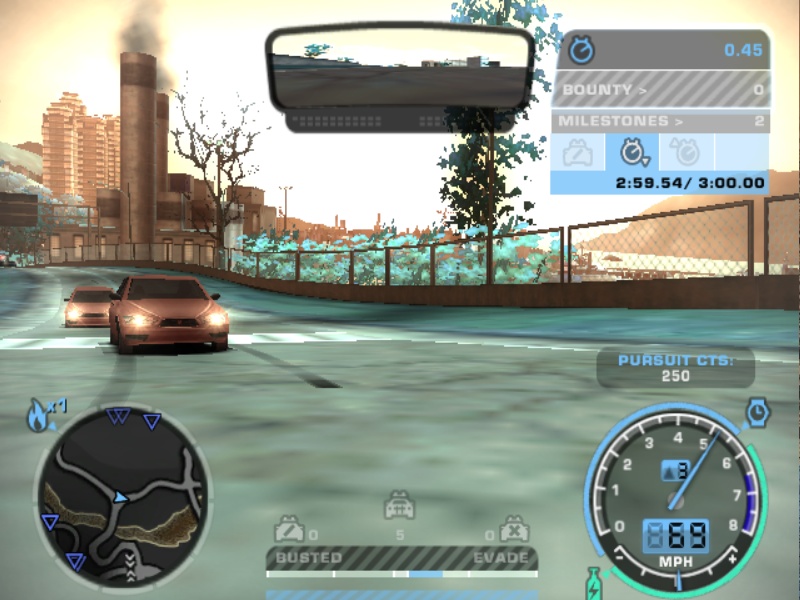 0.45
BOUNTY > 0
MILESTONES > 2
2:59.54/ 3:00.00
PURSUIT CTS:
250
x1
0 1 2 3 4 5 6 7 8
3
69
MPH
0 5 0
BUSTED EVADE